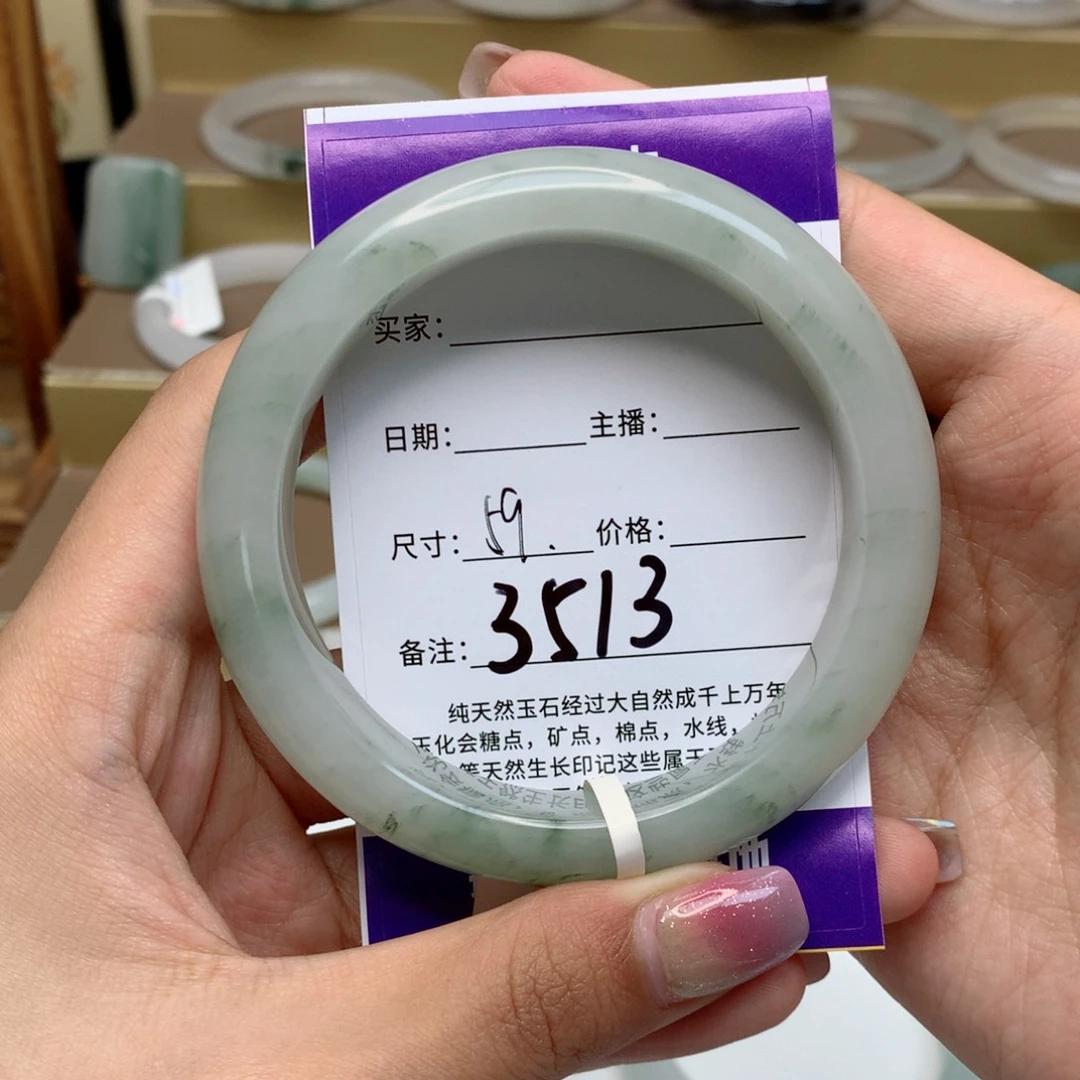 买家：
日期： 主播：
尺寸：59. 价格：
备注：3513
纯天然玉石经过大自然成千上万年
玉化会糖点，矿点，棉点，水线，
等天然生长印记这些属于